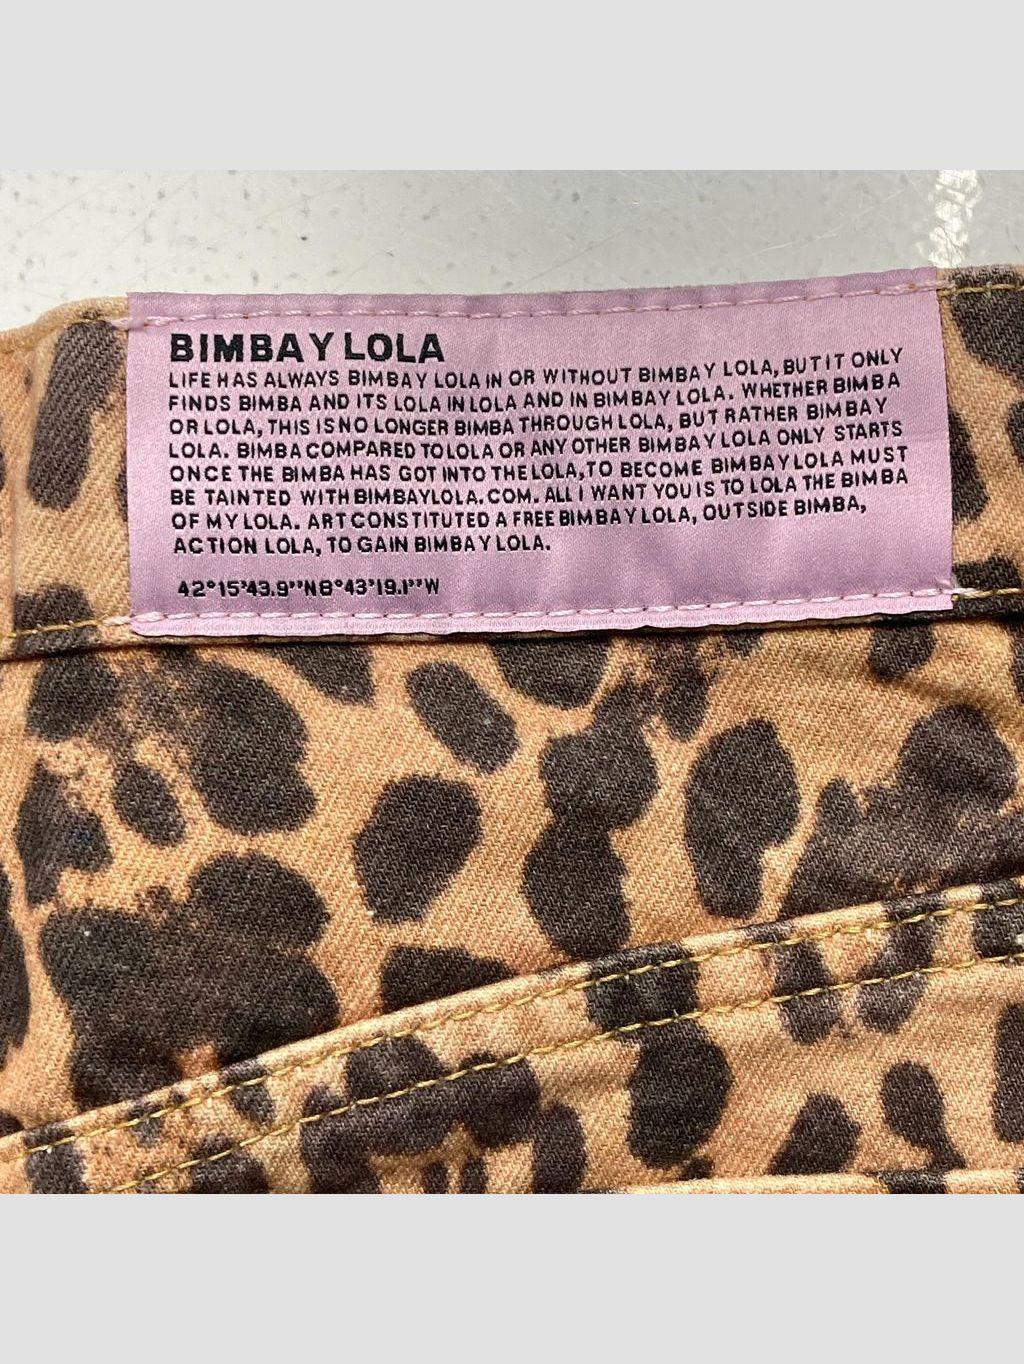 BIMBA Y LOLA
LIFE HAS ALWAYS BIMBA Y LOLA IN OR WITHOUT BIMBA Y LOLA, BUT IT ONLY
FINDS BIMBA AND ITS LOLA IN LOLA AND IN BIMBAY LOLA. WHETHER BIMBA
OR LOLA, THIS IS NO LONGER BIMBA THROUGH LOLA, BUT RATHER BIMBAY
LOLA. BIMBA COMPARED TO LOLA OR ANY OTHER BIMBA Y LOLA ONLY STARTS
ONCE THE BIMBA HAS GOT INTO THE LOLA, TO BECOME BIMBAY LOLA MUST
BE TAINTED WITH BIMBAYLOLA.COM. ALL I WANT YOU IS TO LOLA THE BIMBA
OF MY LOLA. ART CONSTITUTED A FREE BIMBAY LOLA, OUTSIDE BIMBA,
ACTION LOLA, TO GAIN BIMBA Y LOLA.
42°15'43.9"N8°43'19.1"W